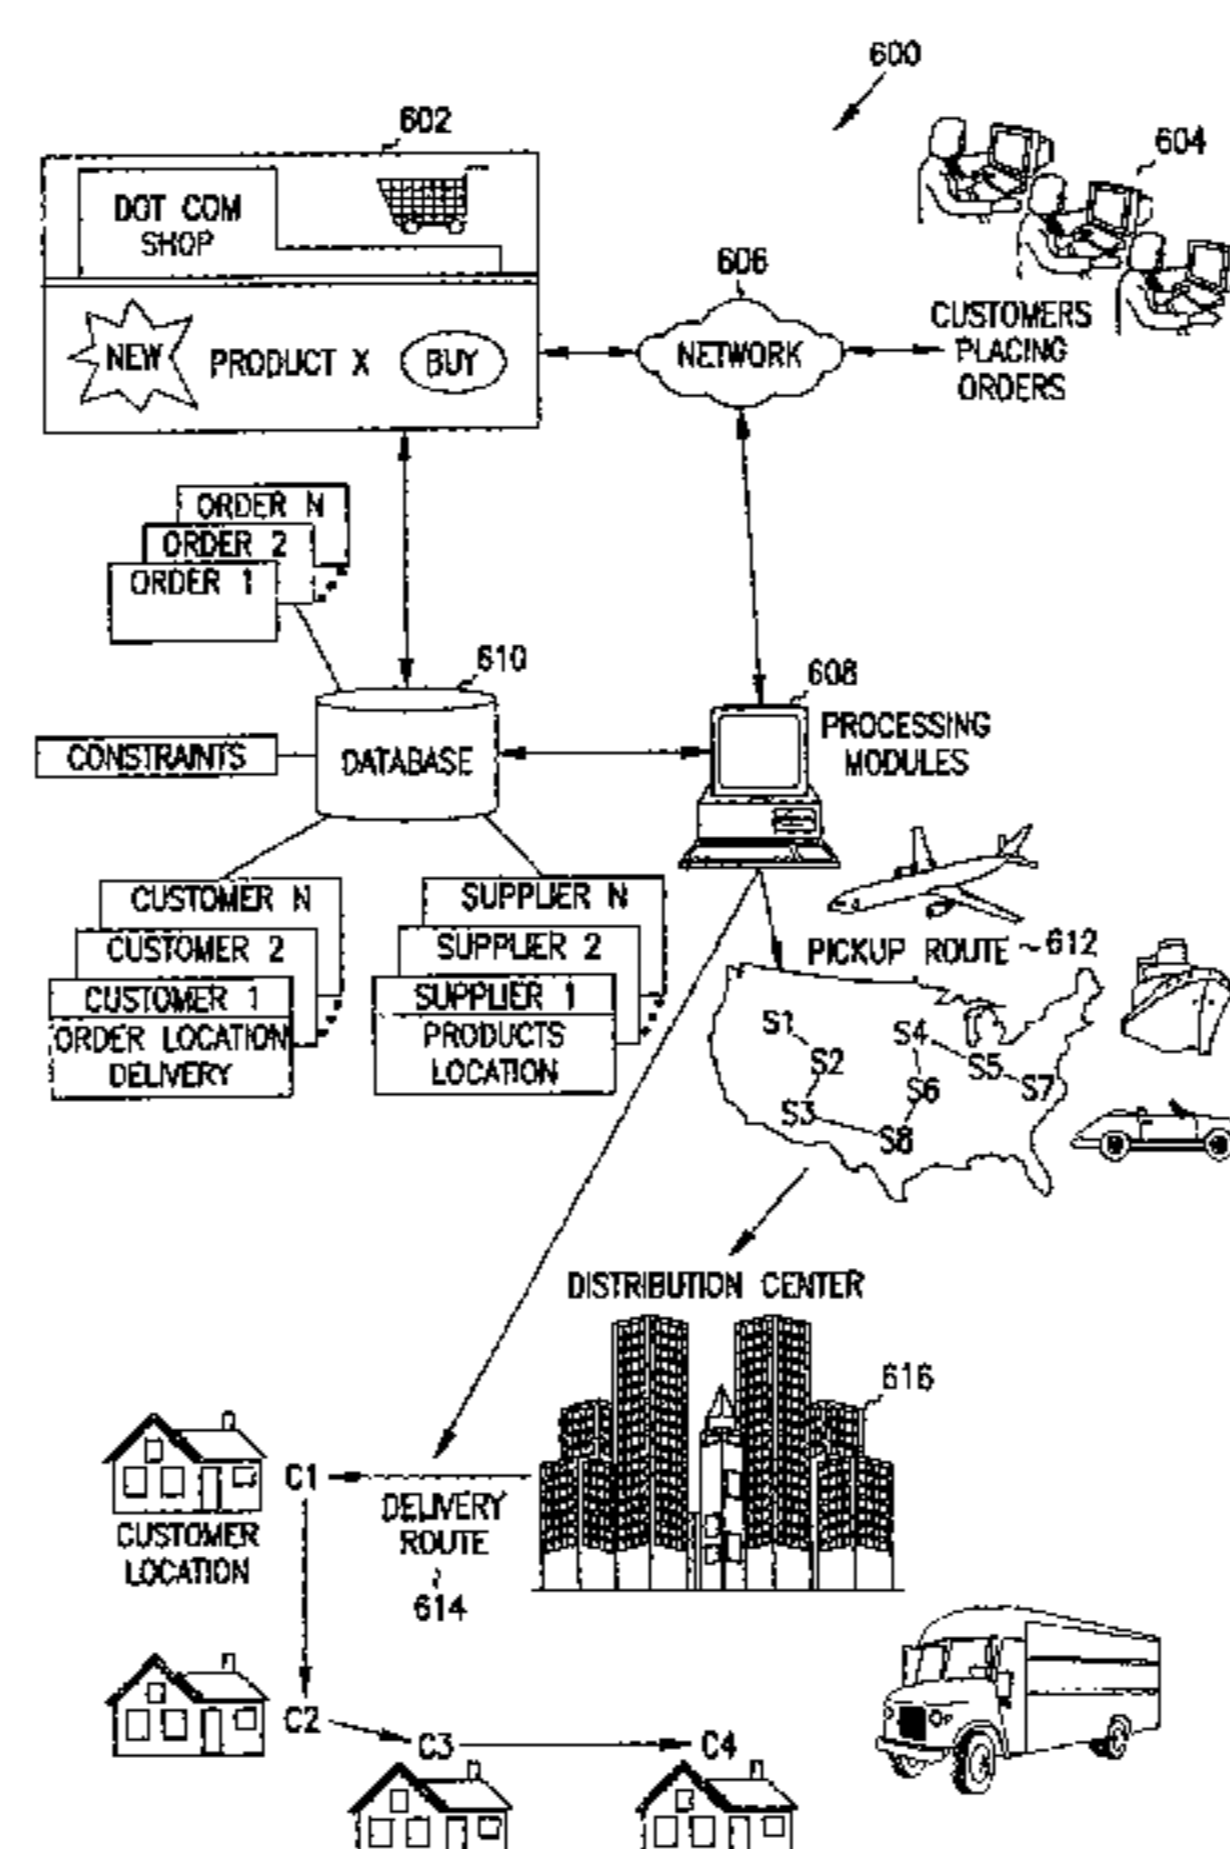 600
602
604
DOT COM
SHOP
606
CUSTOMERS
PLACING
ORDERS
NETWORK
NEW
PRODUCT X
BUY
ORDER N
ORDER 2
ORDER 1
610
608
PROCESSING
MODULES
CONSTRAINTS
DATABASE
CUSTOMER N
CUSTOMER 2
CUSTOMER 1
ORDER LOCATION
DELIVERY
SUPPLIER N
SUPPLIER 2
SUPPLIER 1
PRODUCTS
LOCATION
PICKUP ROUTE ~612
S1
S2
S3
S4
S5
S6
S7
S8
DISTRIBUTION CENTER
616
C1
DELIVERY
ROUTE
614
CUSTOMER
LOCATION
C2
C3
C4